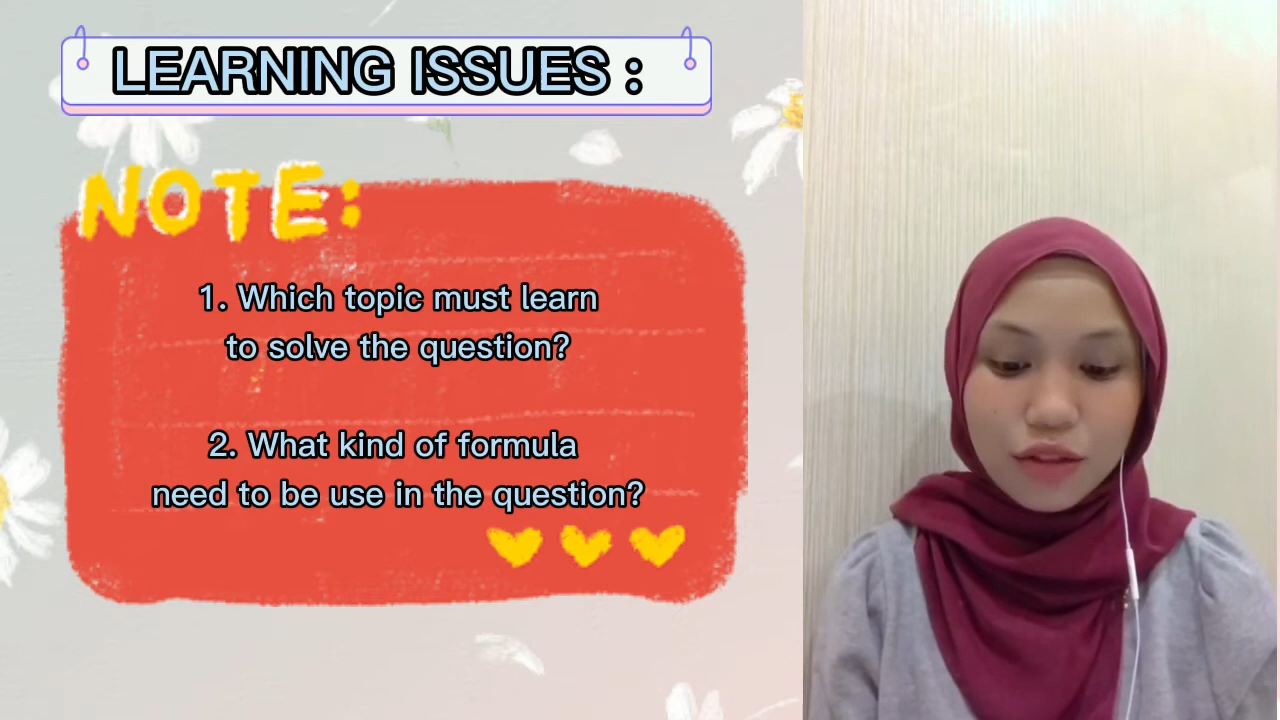 LEARNING ISSUES :
NOTE:
1. Which topic must learn
to solve the question?
2. What kind of formula
need to be use in the question?